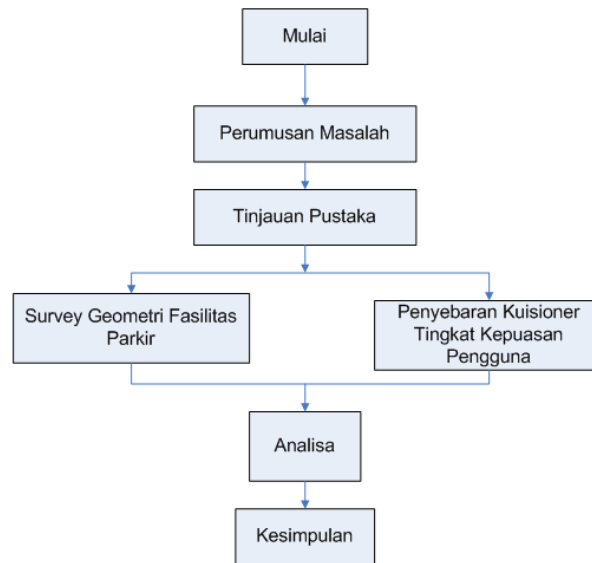 Mulai
Perumusan Masalah
Tinjauan Pustaka
Survey Geometri Fasilitas
Parkir
Penyebaran Kuisioner
Tingkat Kepuasan
Pengguna
Analisa
Kesimpulan